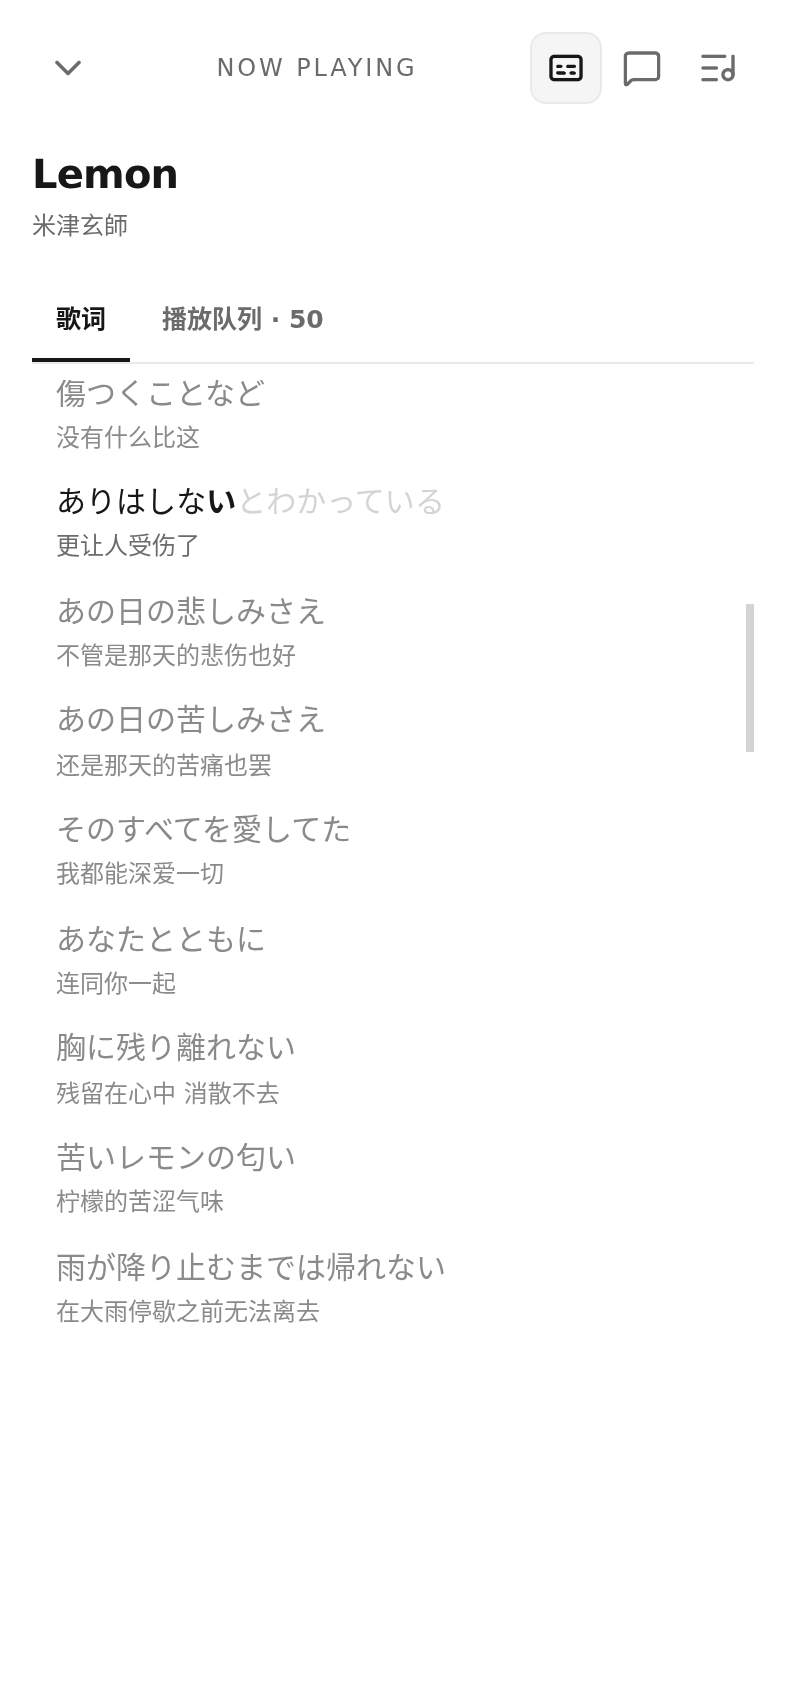 NOW PLAYING
Lemon
米津玄師
歌词 播放队列 · 50
傷つくことなど
没有什么比这
ありはしないとわかっている
更让人受伤了
あの日の悲しみさえ
不管是那天的悲伤也好
あの日の苦しみさえ
还是那天的苦痛也罢
そのすべてを愛してた
我都能深爱一切
あなたとともに
连同你一起
胸に残り離れない
残留在心中 消散不去
苦いレモンの匂い
柠檬的苦涩气味
雨が降り止むまでは帰れない
在大雨停歇之前无法离去